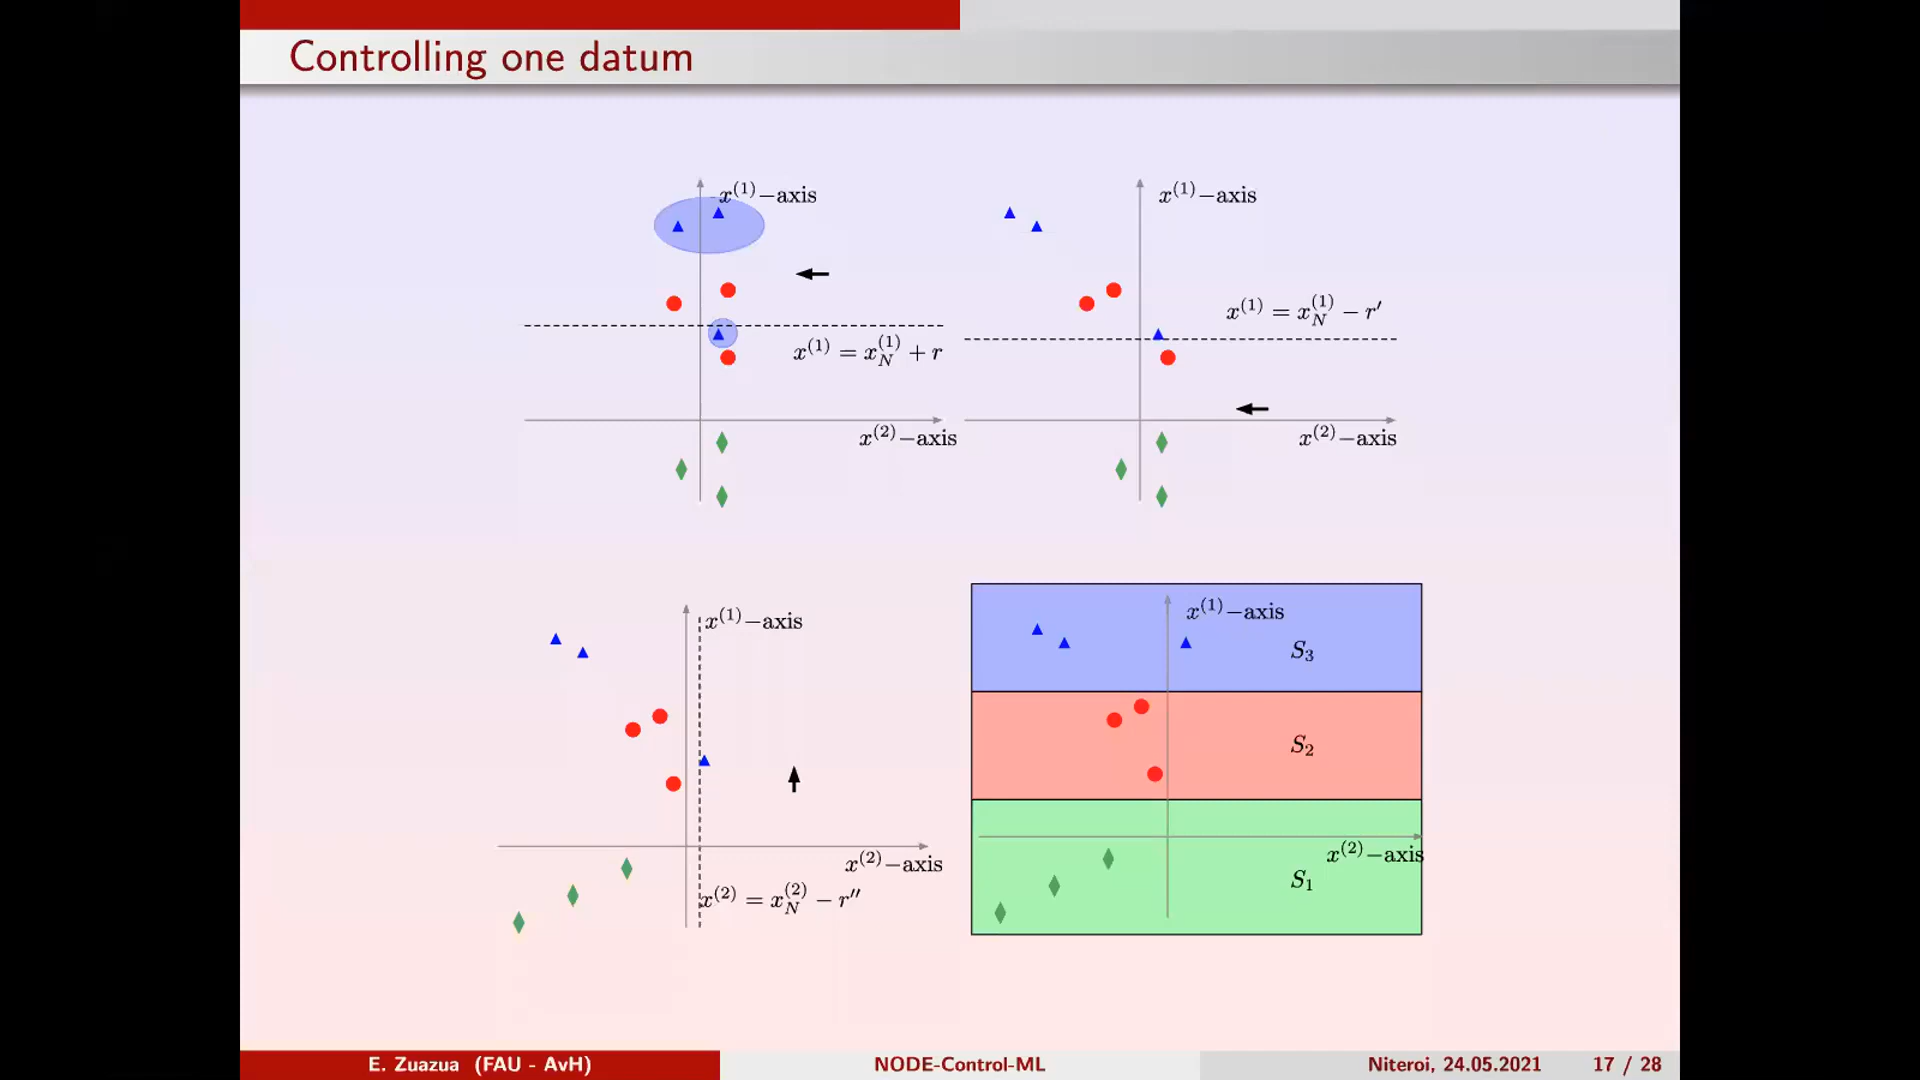 Controlling one datum
x^{(1)}−axis
x^{(1)} = x_N^{(1)} + r
x^{(2)}−axis
x^{(1)}−axis
x^{(1)} = x_N^{(1)} − r′
x^{(2)}−axis
x^{(1)}−axis
x^{(2)}−axis
x^{(2)} = x_N^{(2)} − r″
x^{(1)}−axis
S_3
S_2
x^{(2)}−axis
S_1
E. Zuazua (FAU - AvH) NODE-Control-ML Niteroi, 24.05.2021 17 / 28